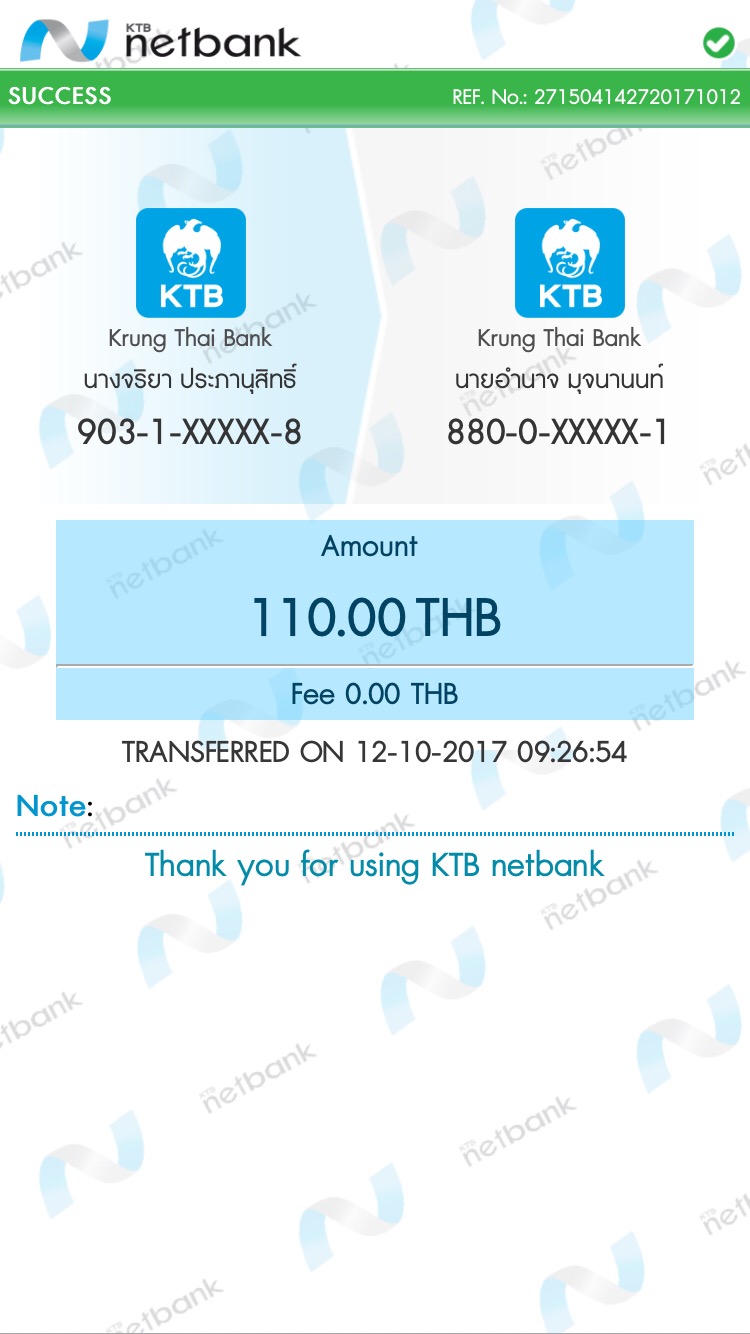 KTB
netbank
SUCCESS
REF. No.: 271504142720171012
KTB
Krung Thai Bank
นางจริยา ประภานุสิทธิ์
903-1-XXXXX-8
KTB
Krung Thai Bank
นายอำนาจ มุจนานนท์
880-0-XXXXX-1
Amount
110.00 THB
Fee 0.00 THB
TRANSFERRED ON 12-10-2017 09:26:54
Note:
Thank you for using KTB netbank